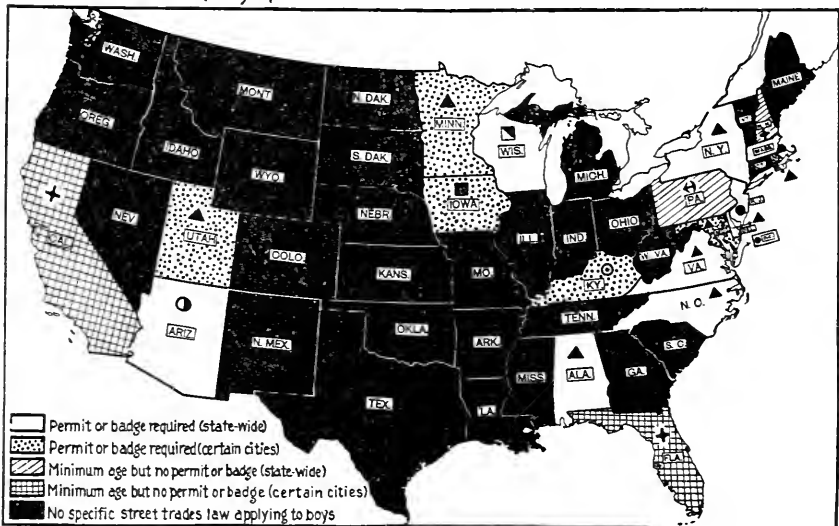 WASH.
MONT
N. DAK.
MINN.
MAINE
OREG.
IDAHO
S. DAK.
WIS.
MICH.
N.Y.
WYO.
IOWA
PA.
NEV.
UTAH
NEBR
ILL.
IND.
OHIO
CAL.
COLO.
KANS.
MO.
KY.
W. VA.
VA.
ARIZ
N. MEX.
OKLA.
ARK.
TENN.
N. C.
S. C.
TEX.
LA.
MISS.
ALA.
GA.
FLA.
Permit or badge required (state-wide)
Permit or badge required (certain cities)
Minimum age but no permit or badge (state-wide)
Minimum age but no permit or badge (certain cities)
No specific street trades law applying to boys